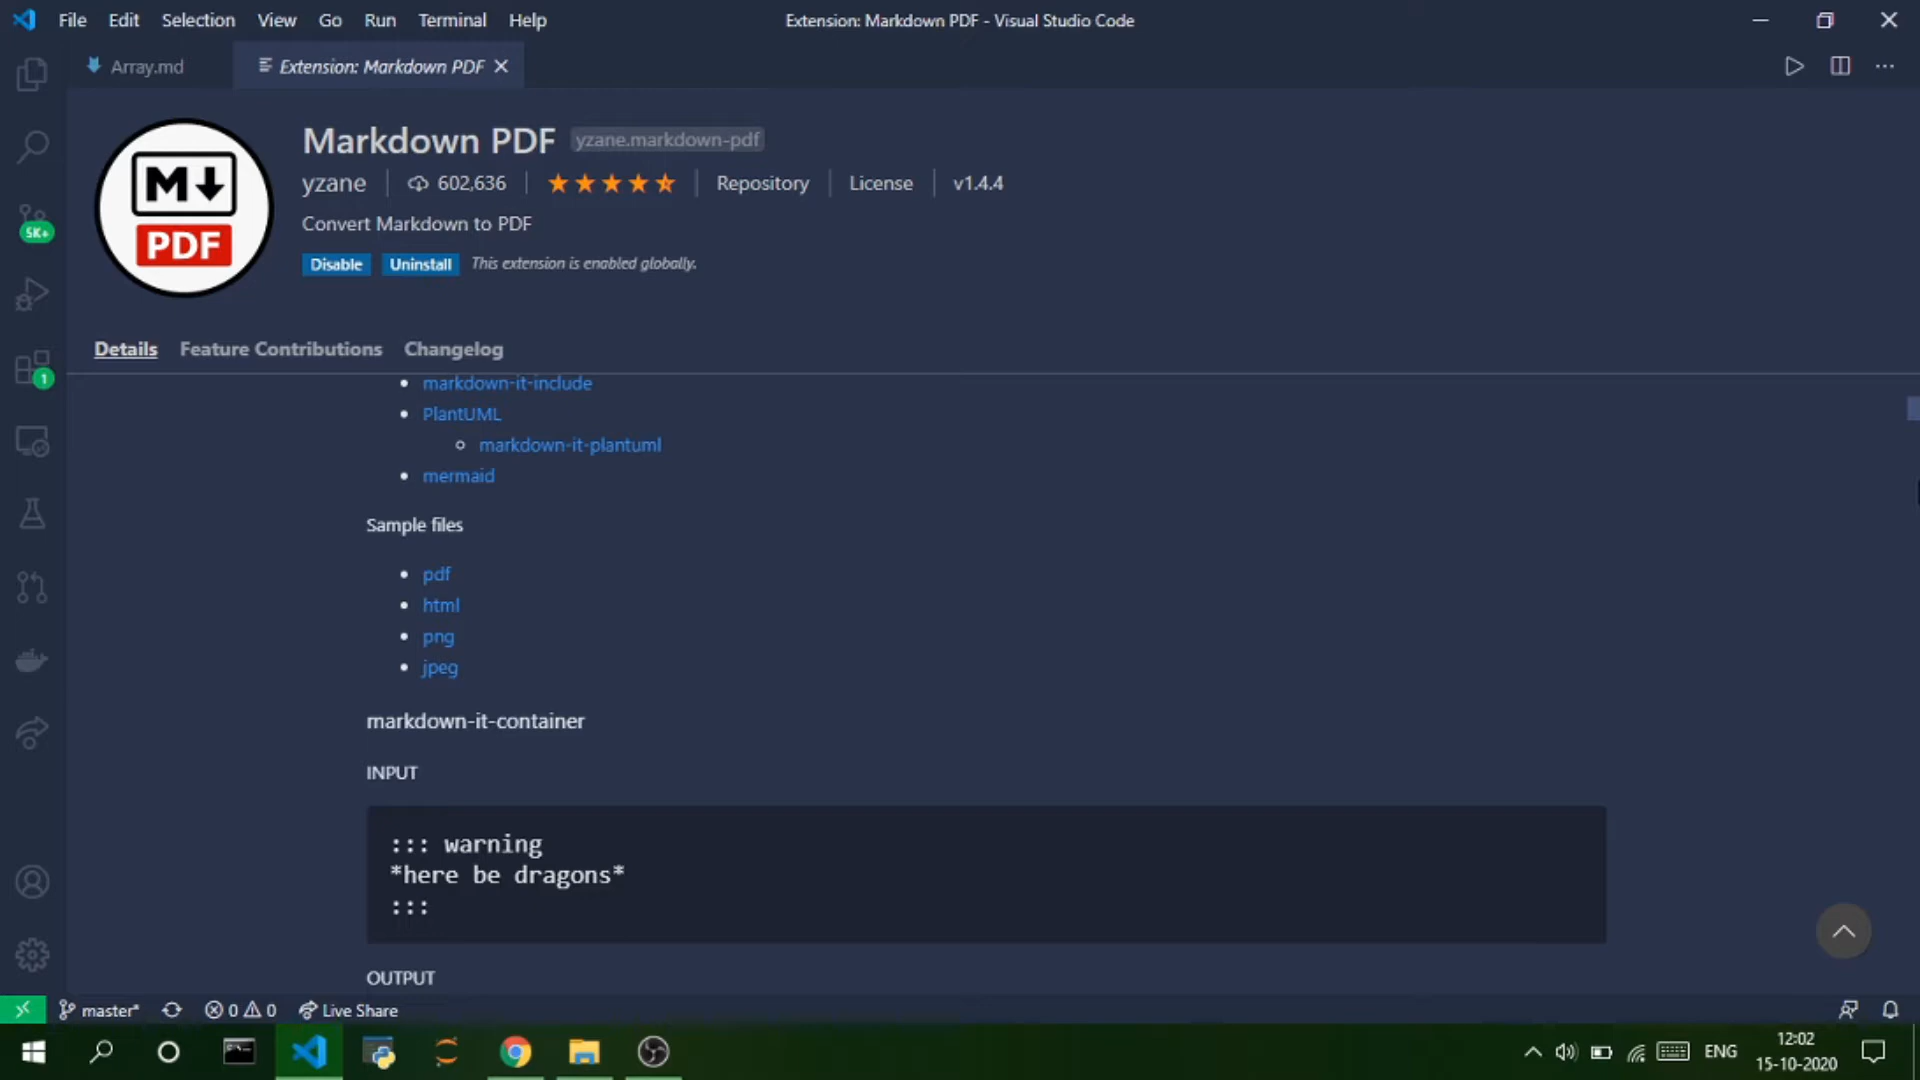 File Edit Selection View Go Run Terminal Help
Extension: Markdown PDF - Visual Studio Code
Array.md
Extension: Markdown PDF
M
PDF
Markdown PDF yzane.markdown-pdf
yzane 602,636 Repository License v1.4.4
Convert Markdown to PDF
Disable Uninstall This extension is enabled globally.
5K+
1
Details Feature Contributions Changelog
markdown-it-include
PlantUML
markdown-it-plantuml
mermaid
Sample files
pdf
html
png
jpeg
markdown-it-container
INPUT
::: warning
*here be dragons*
:::
OUTPUT
master* 0 0 Live Share
ENG
12:02
15-10-2020